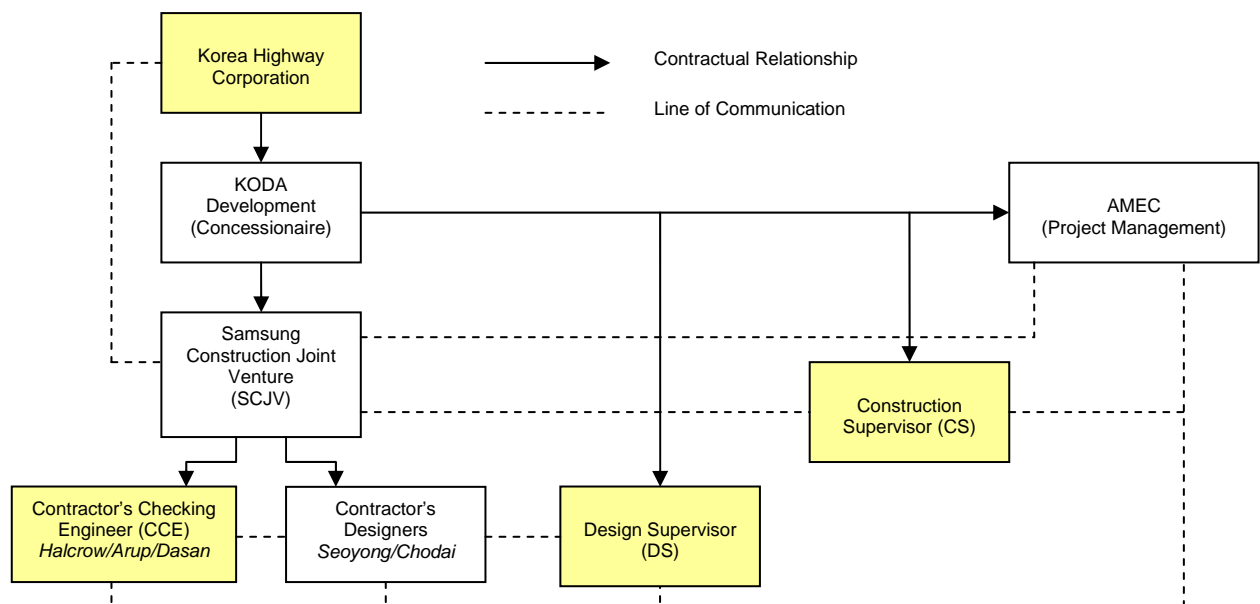 Korea Highway
Corporation
Contractual Relationship
Line of Communication
KODA
Development
(Concessionaire)
AMEC
(Project Management)
Samsung
Construction Joint
Venture
(SCJV)
Construction
Supervisor (CS)
Contractor’s Checking
Engineer (CCE)
Halcrow/Arup/Dasan
Contractor’s
Designers
Seoyong/Chodai
Design Supervisor
(DS)